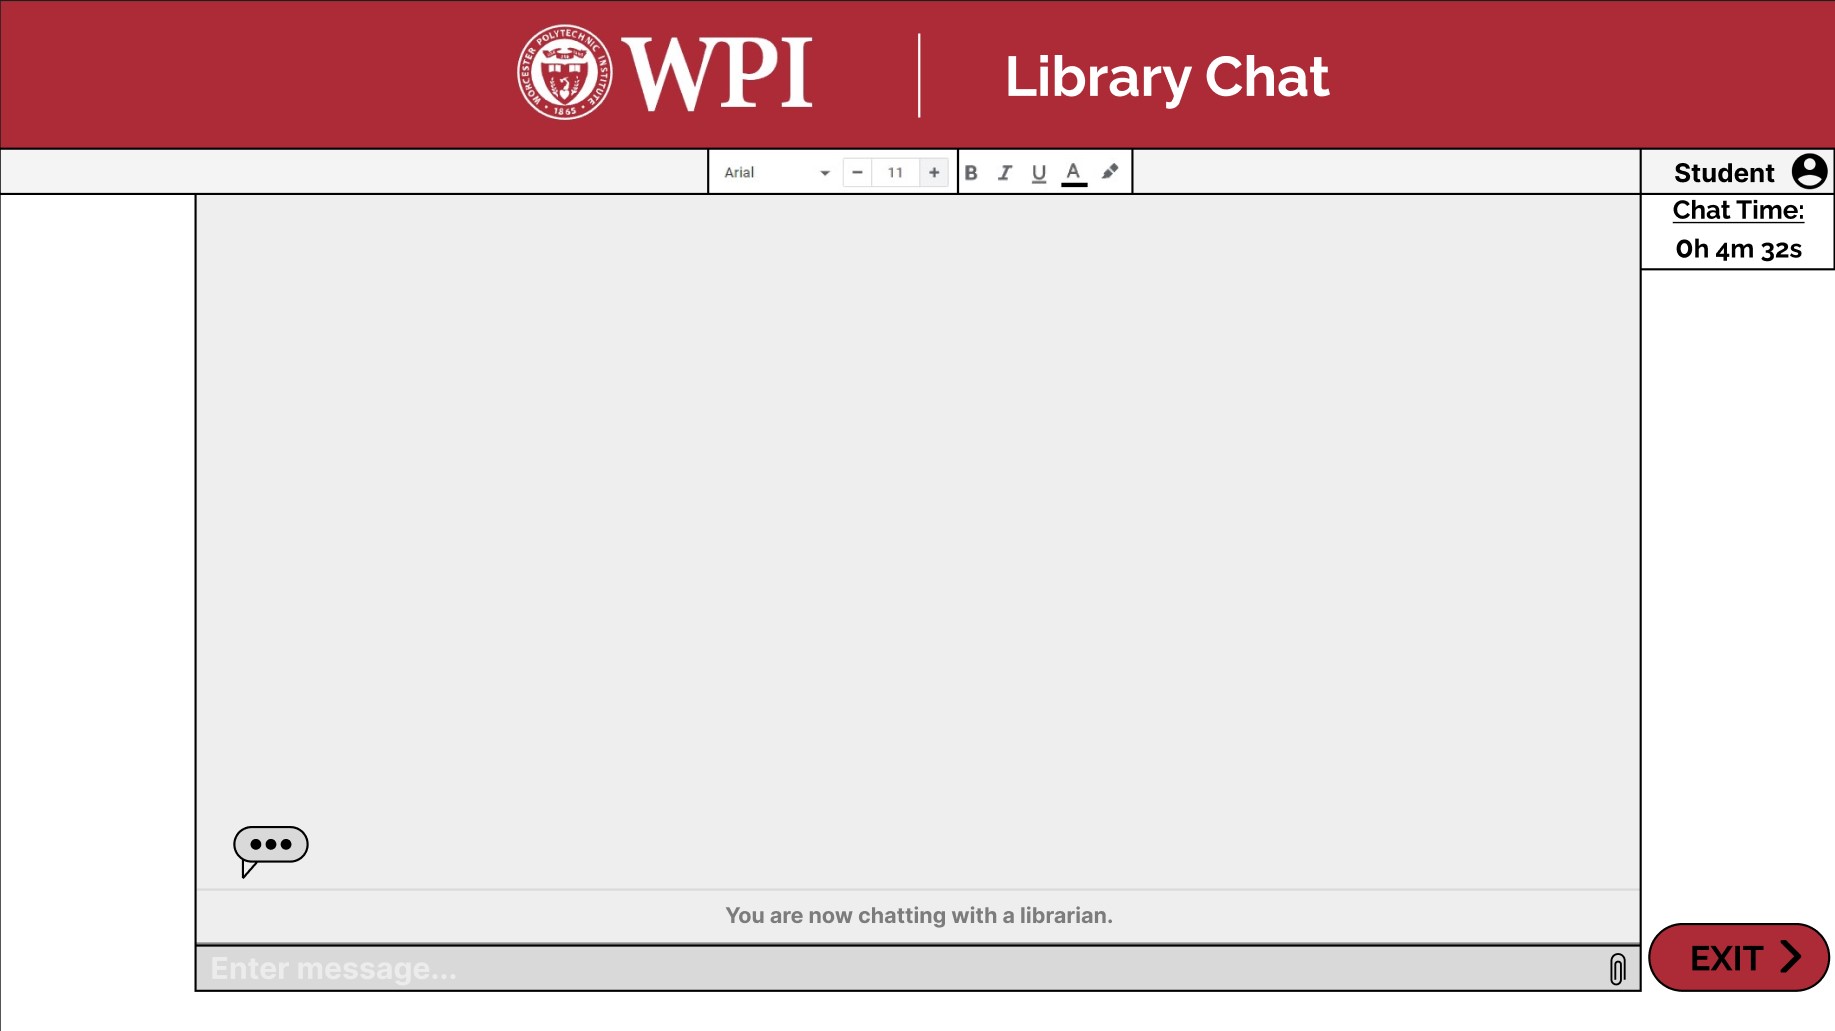 WORCESTER POLYTECHNIC INSTITUTE
1865
WPI
Library Chat
Arial
11
B I U A
Student
Chat Time:
0h 4m 32s
You are now chatting with a librarian.
Enter message...
EXIT